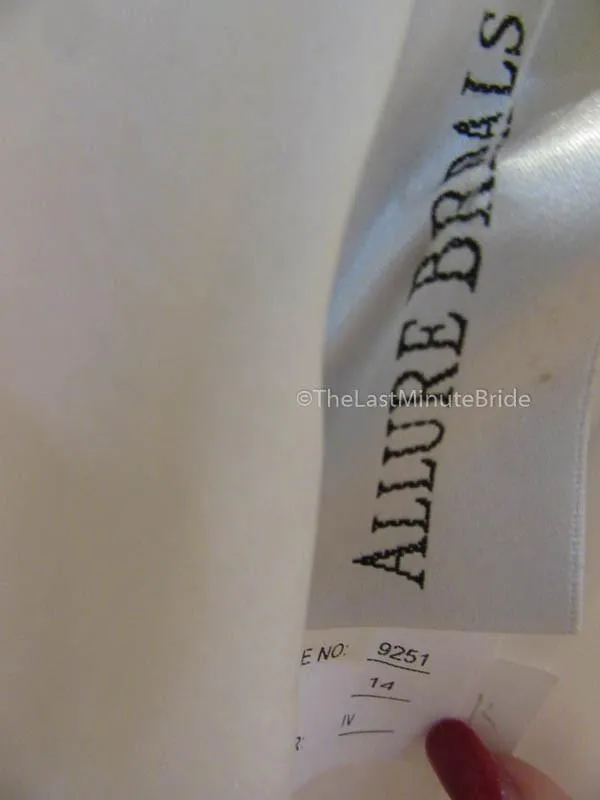 ALLURE BRIDALS
©TheLastMinuteBride
E NO: 9251
14
R: IV